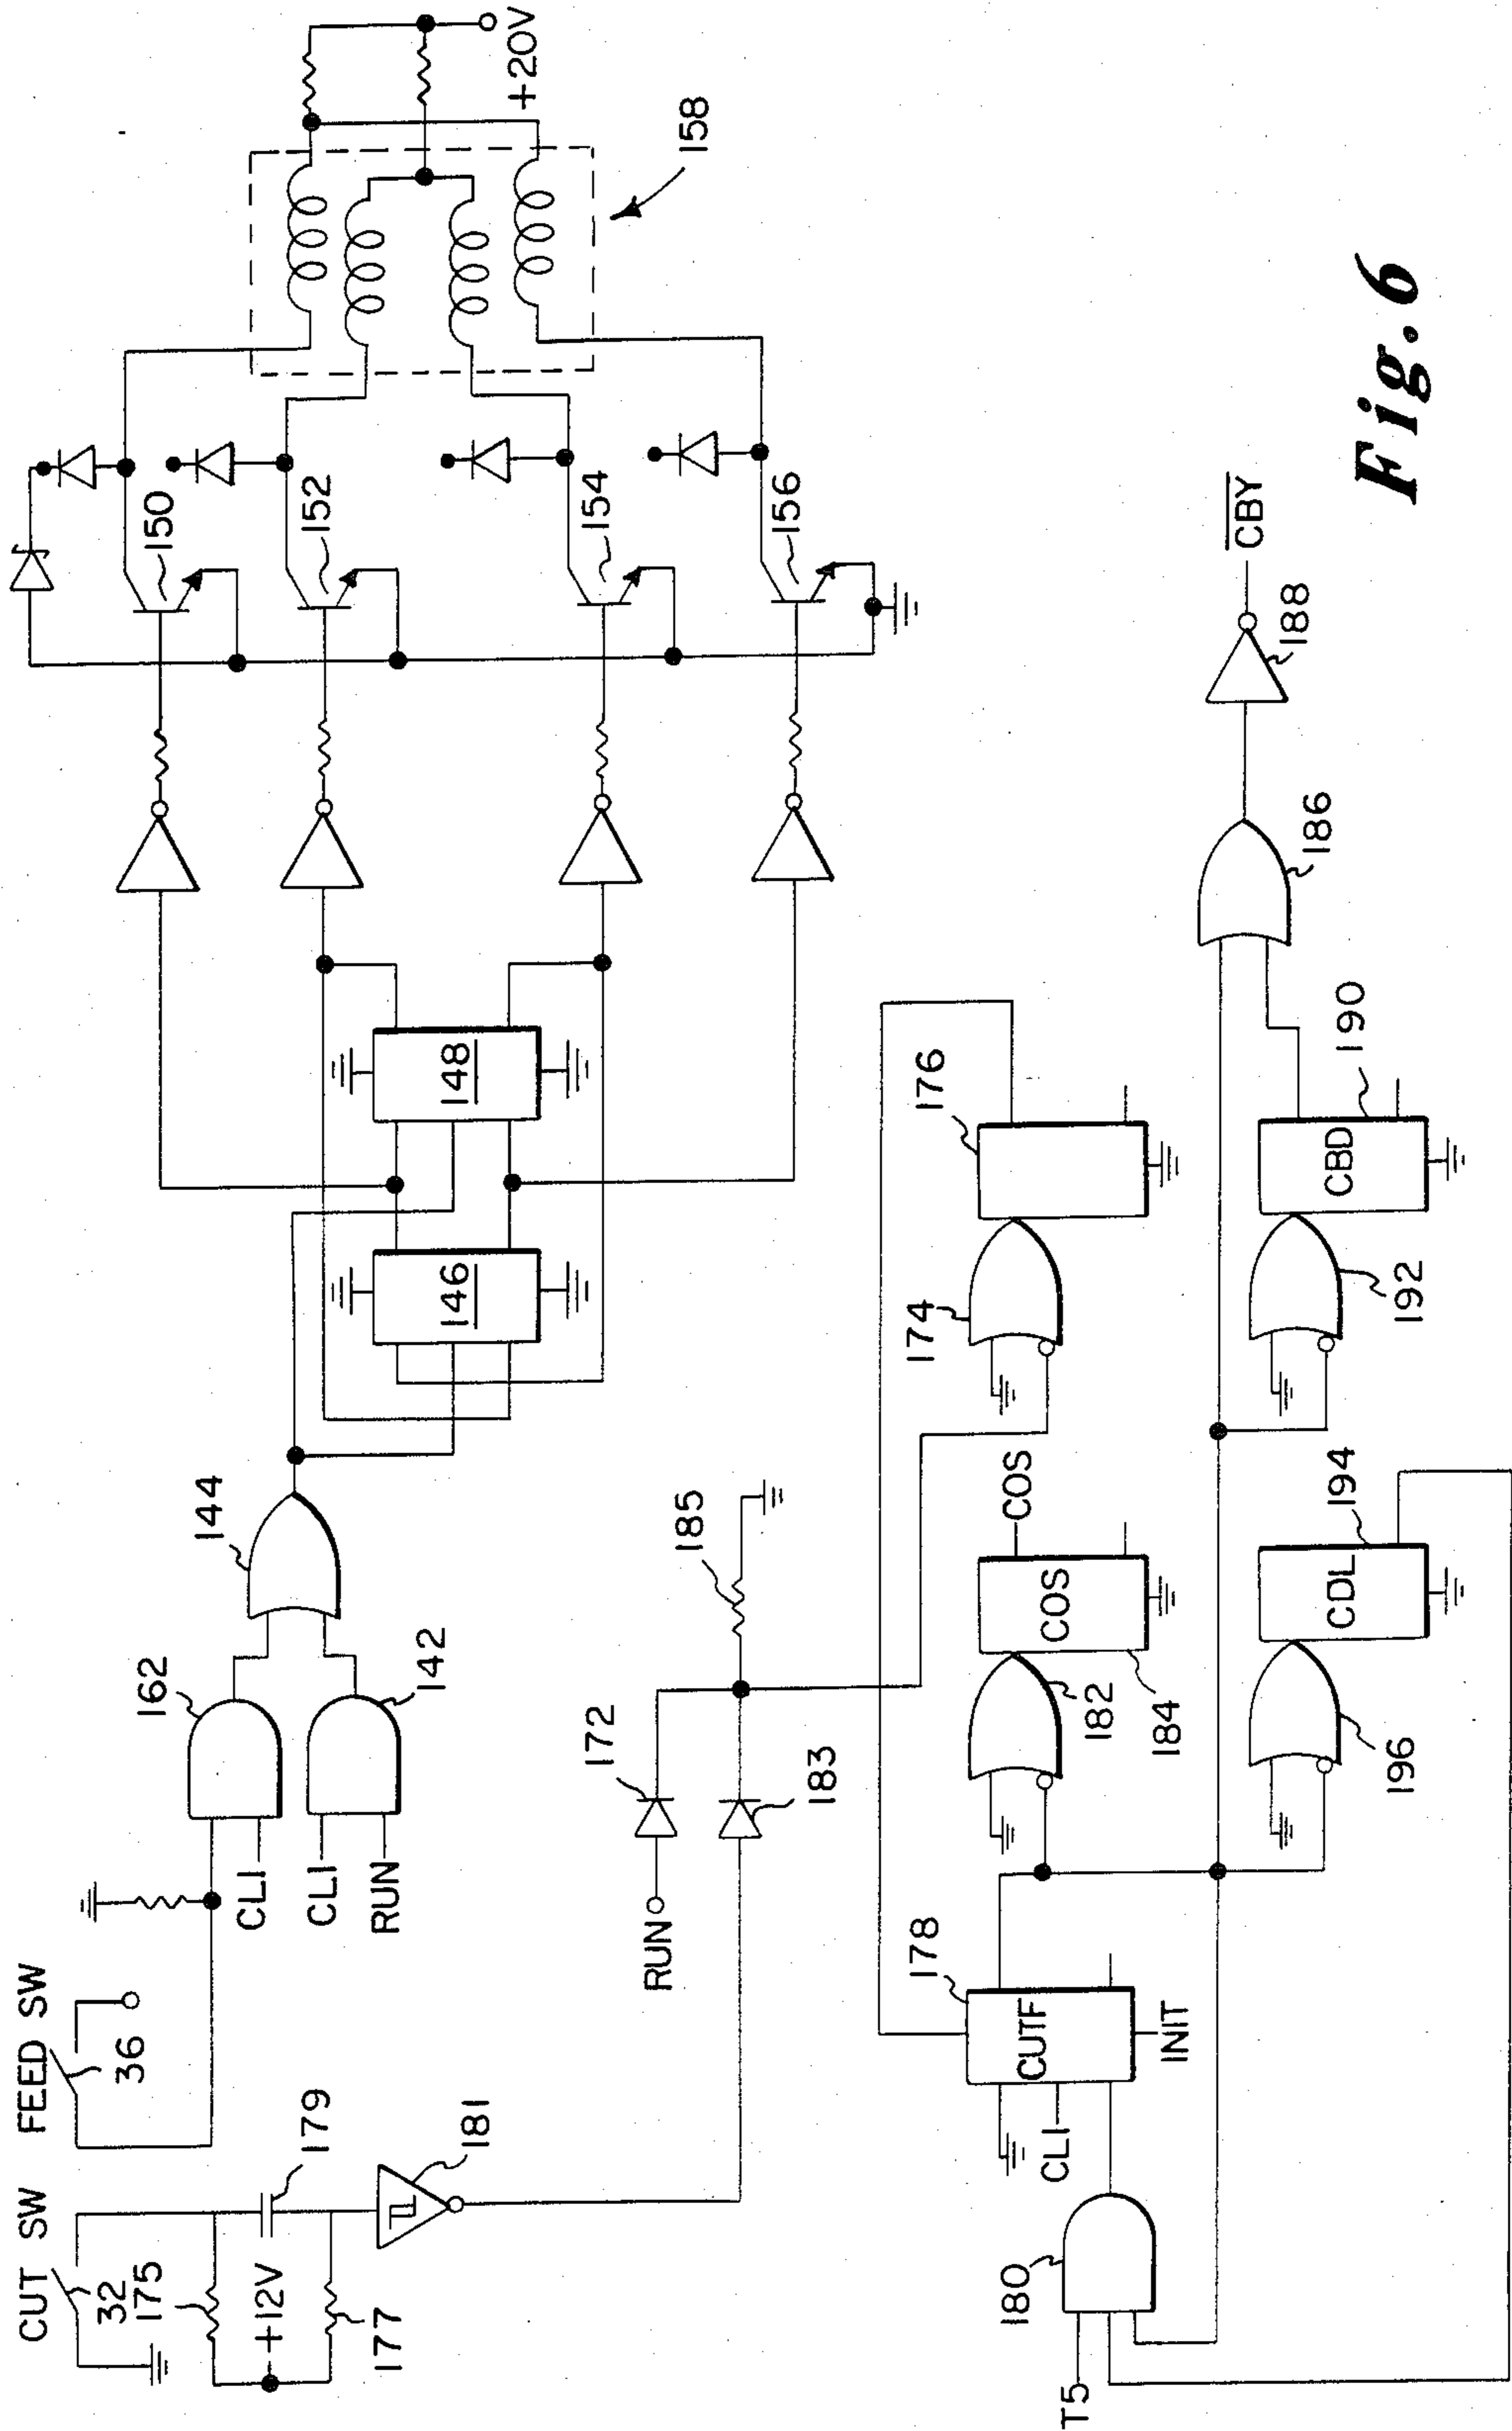 CUT SW
FEED SW
32
36
175
+12V
177
179
181
CLI
CLI
RUN
162
142
144
146
148
150
152
154
156
158
+20V
RUN
172
183
185
174
176
178
CUTF
CLI
INIT
180
T5
182
COS
184
COS
CDL
194
196
CBD
190
192
186
188
CBY
Fig. 6